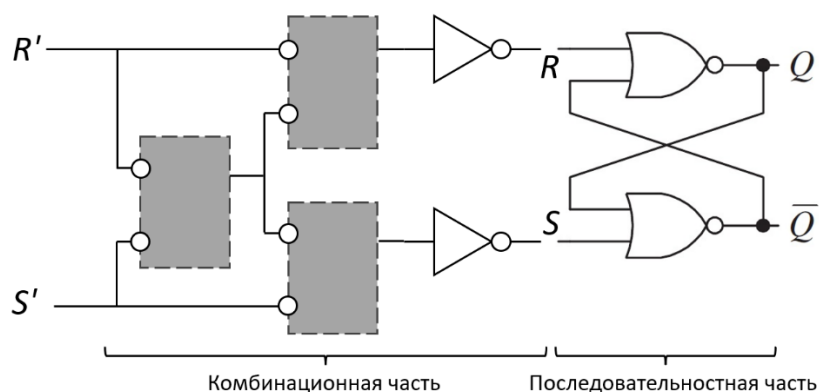 R'
R
Q
S
Q̅
S'
Комбинационная часть
Последовательностная часть